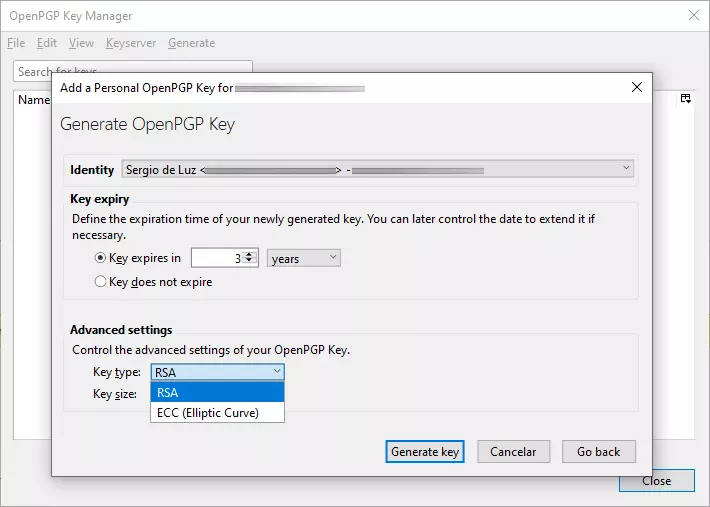 OpenPGP Key Manager
File Edit View Keyserver Generate
Search for keys
Name
Add a Personal OpenPGP Key for
Generate OpenPGP Key
Identity Sergio de Luz < > -
Key expiry
Define the expiration time of your newly generated key. You can later control the date to extend it if
necessary.
Key expires in 3 years
Key does not expire
Advanced settings
Control the advanced settings of your OpenPGP Key.
Key type: RSA
Key size: RSA
ECC (Elliptic Curve)
Generate key Cancelar Go back
Close